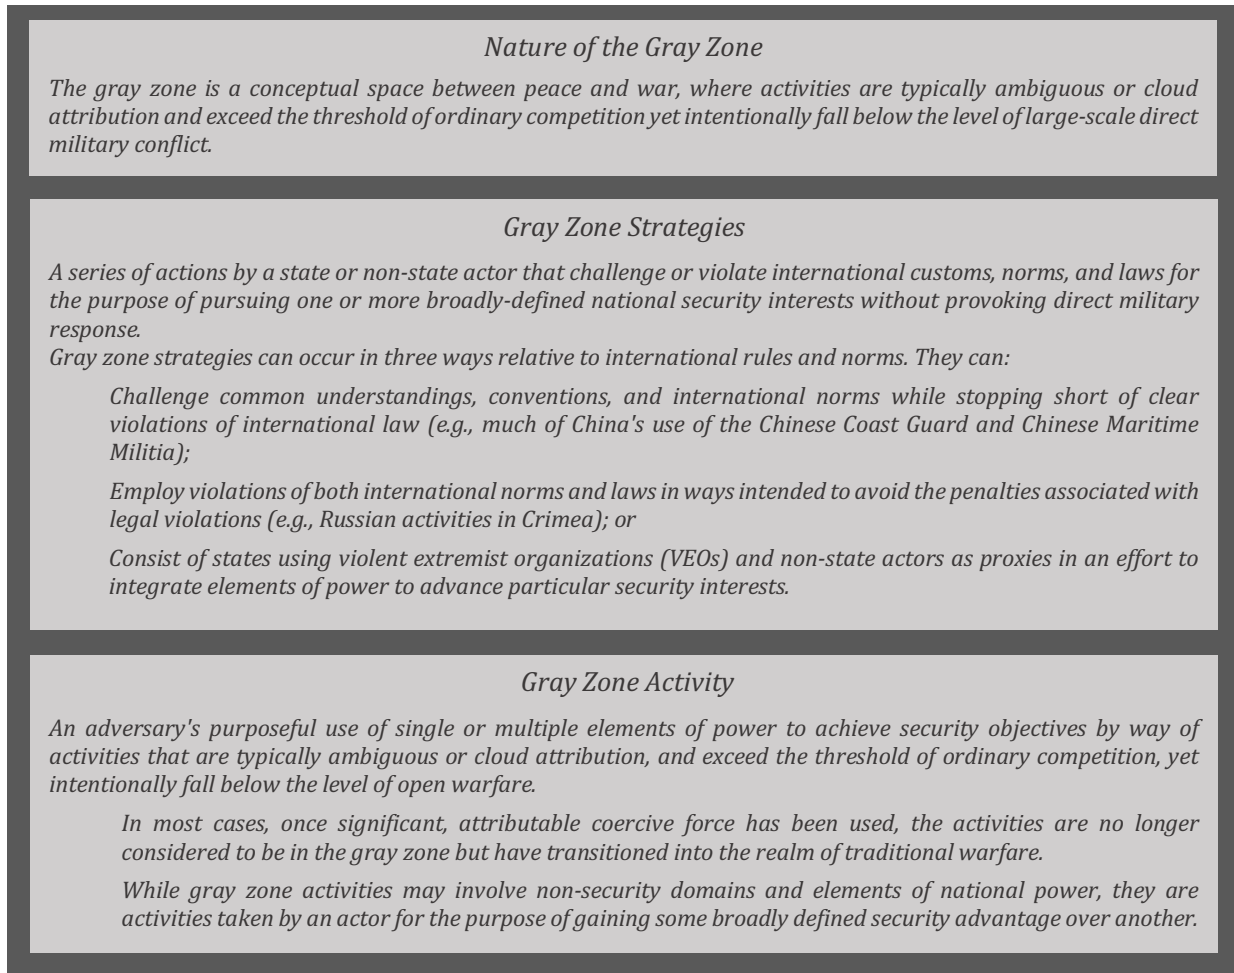 Nature of the Gray Zone
The gray zone is a conceptual space between peace and war, where activities are typically ambiguous or cloud
attribution and exceed the threshold of ordinary competition yet intentionally fall below the level of large-scale direct
military conflict.
Gray Zone Strategies
A series of actions by a state or non-state actor that challenge or violate international customs, norms, and laws for
the purpose of pursuing one or more broadly-defined national security interests without provoking direct military
response.
Gray zone strategies can occur in three ways relative to international rules and norms. They can:
Challenge common understandings, conventions, and international norms while stopping short of clear
violations of international law (e.g., much of China's use of the Chinese Coast Guard and Chinese Maritime
Militia);
Employ violations of both international norms and laws in ways intended to avoid the penalties associated with
legal violations (e.g., Russian activities in Crimea); or
Consist of states using violent extremist organizations (VEOs) and non-state actors as proxies in an effort to
integrate elements of power to advance particular security interests.
Gray Zone Activity
An adversary's purposeful use of single or multiple elements of power to achieve security objectives by way of
activities that are typically ambiguous or cloud attribution, and exceed the threshold of ordinary competition, yet
intentionally fall below the level of open warfare.
In most cases, once significant, attributable coercive force has been used, the activities are no longer
considered to be in the gray zone but have transitioned into the realm of traditional warfare.
While gray zone activities may involve non-security domains and elements of national power, they are
activities taken by an actor for the purpose of gaining some broadly defined security advantage over another.